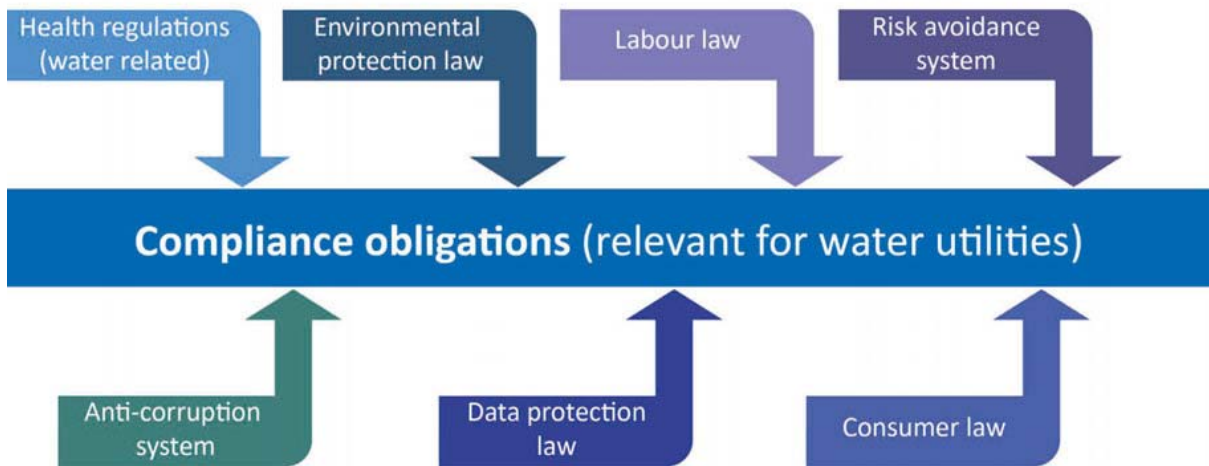 Health regulations
(water related)
Environmental
protection law
Labour law
Risk avoidance
system
Compliance obligations (relevant for water utilities)
Anti-corruption
system
Data protection
law
Consumer law